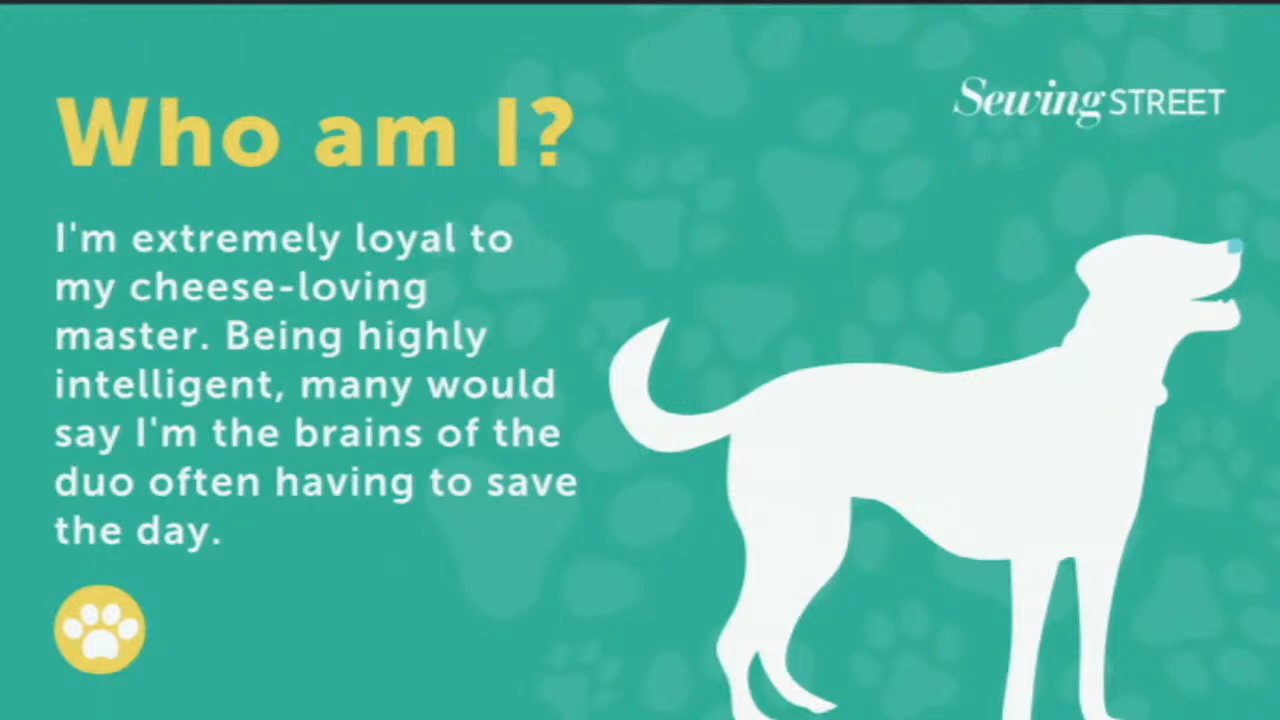 Sewing STREET
Who am I?
I'm extremely loyal to
my cheese-loving
master. Being highly
intelligent, many would
say I'm the brains of the
duo often having to save
the day.